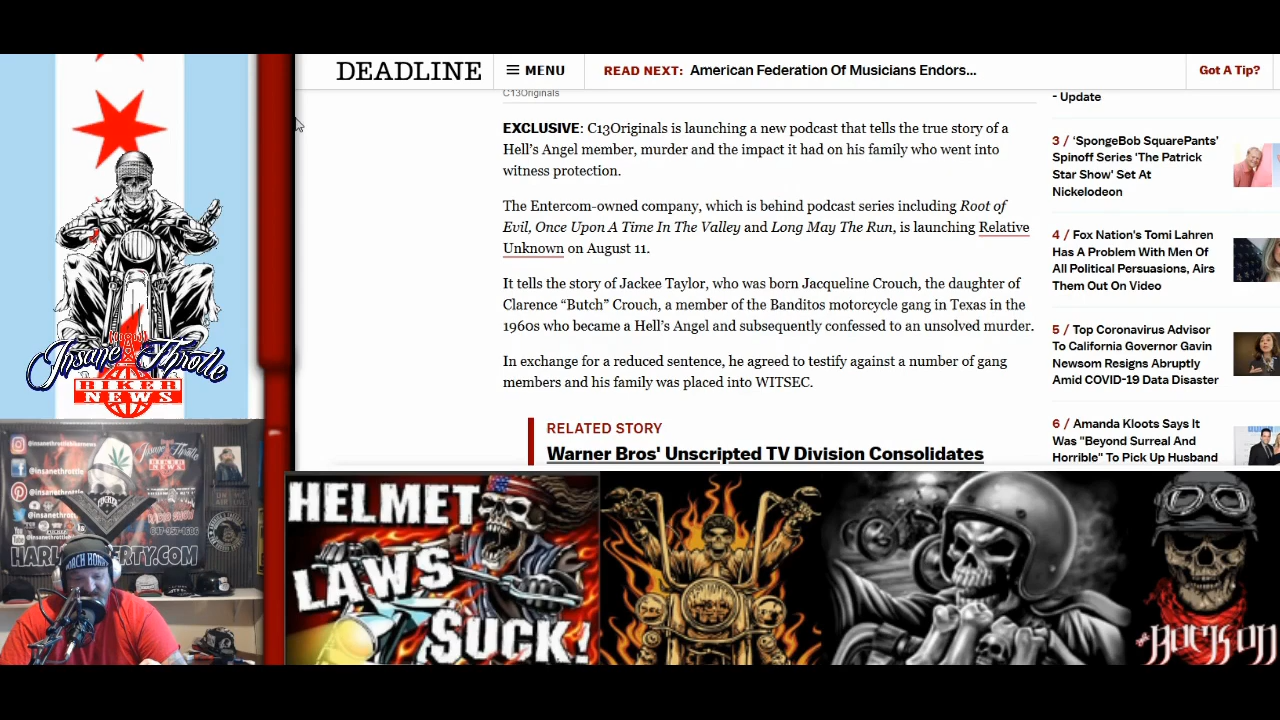 DEADLINE
MENU
READ NEXT: American Federation Of Musicians Endors...
Got A Tip?
C13Originals
EXCLUSIVE: C13Originals is launching a new podcast that tells the true story of a
Hell’s Angel member, murder and the impact it had on his family who went into
witness protection.
The Entercom-owned company, which is behind podcast series including Root of
Evil, Once Upon A Time In The Valley and Long May The Run, is launching Relative
Unknown on August 11.
It tells the story of Jackee Taylor, who was born Jacqueline Crouch, the daughter of
Clarence “Butch” Crouch, a member of the Banditos motorcycle gang in Texas in the
1960s who became a Hell’s Angel and subsequently confessed to an unsolved murder.
In exchange for a reduced sentence, he agreed to testify against a number of gang
members and his family was placed into WITSEC.
RELATED STORY
Warner Bros' Unscripted TV Division Consolidates
- Update
3 / ‘SpongeBob SquarePants’
Spinoff Series 'The Patrick
Star Show' Set At
Nickelodeon
4 / Fox Nation's Tomi Lahren
Has A Problem With Men Of
All Political Persuasions, Airs
Them Out On Video
5 / Top Coronavirus Advisor
To California Governor Gavin
Newsom Resigns Abruptly
Amid COVID-19 Data Disaster
6 / Amanda Kloots Says It
Was "Beyond Surreal And
Horrible" To Pick Up Husband
Insane Throttle
BIKER
NEWS
@insanethrottlebikernews
@insanethrottle
HELMET
LAWS
SUCK!
ROCK ON